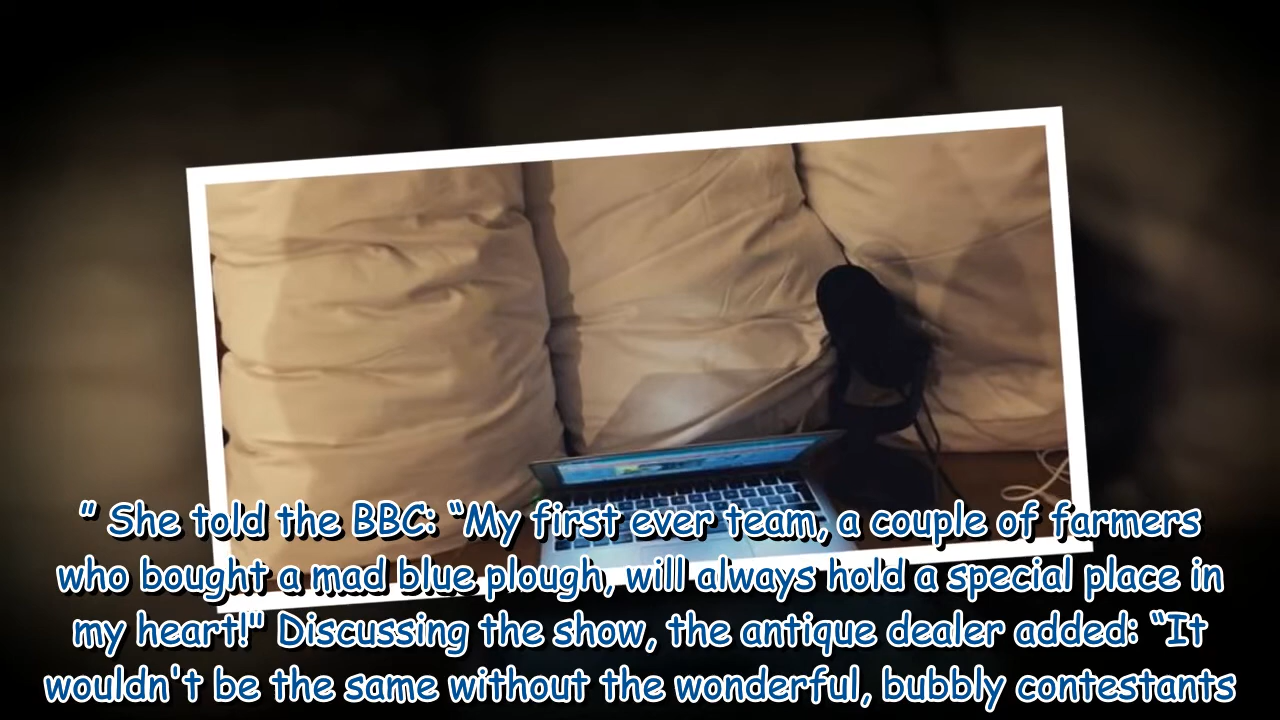 ” She told the BBC: “My first ever team, a couple of farmers
who bought a mad blue plough, will always hold a special place in
my heart!" Discussing the show, the antique dealer added: “It
wouldn't be the same without the wonderful, bubbly contestants